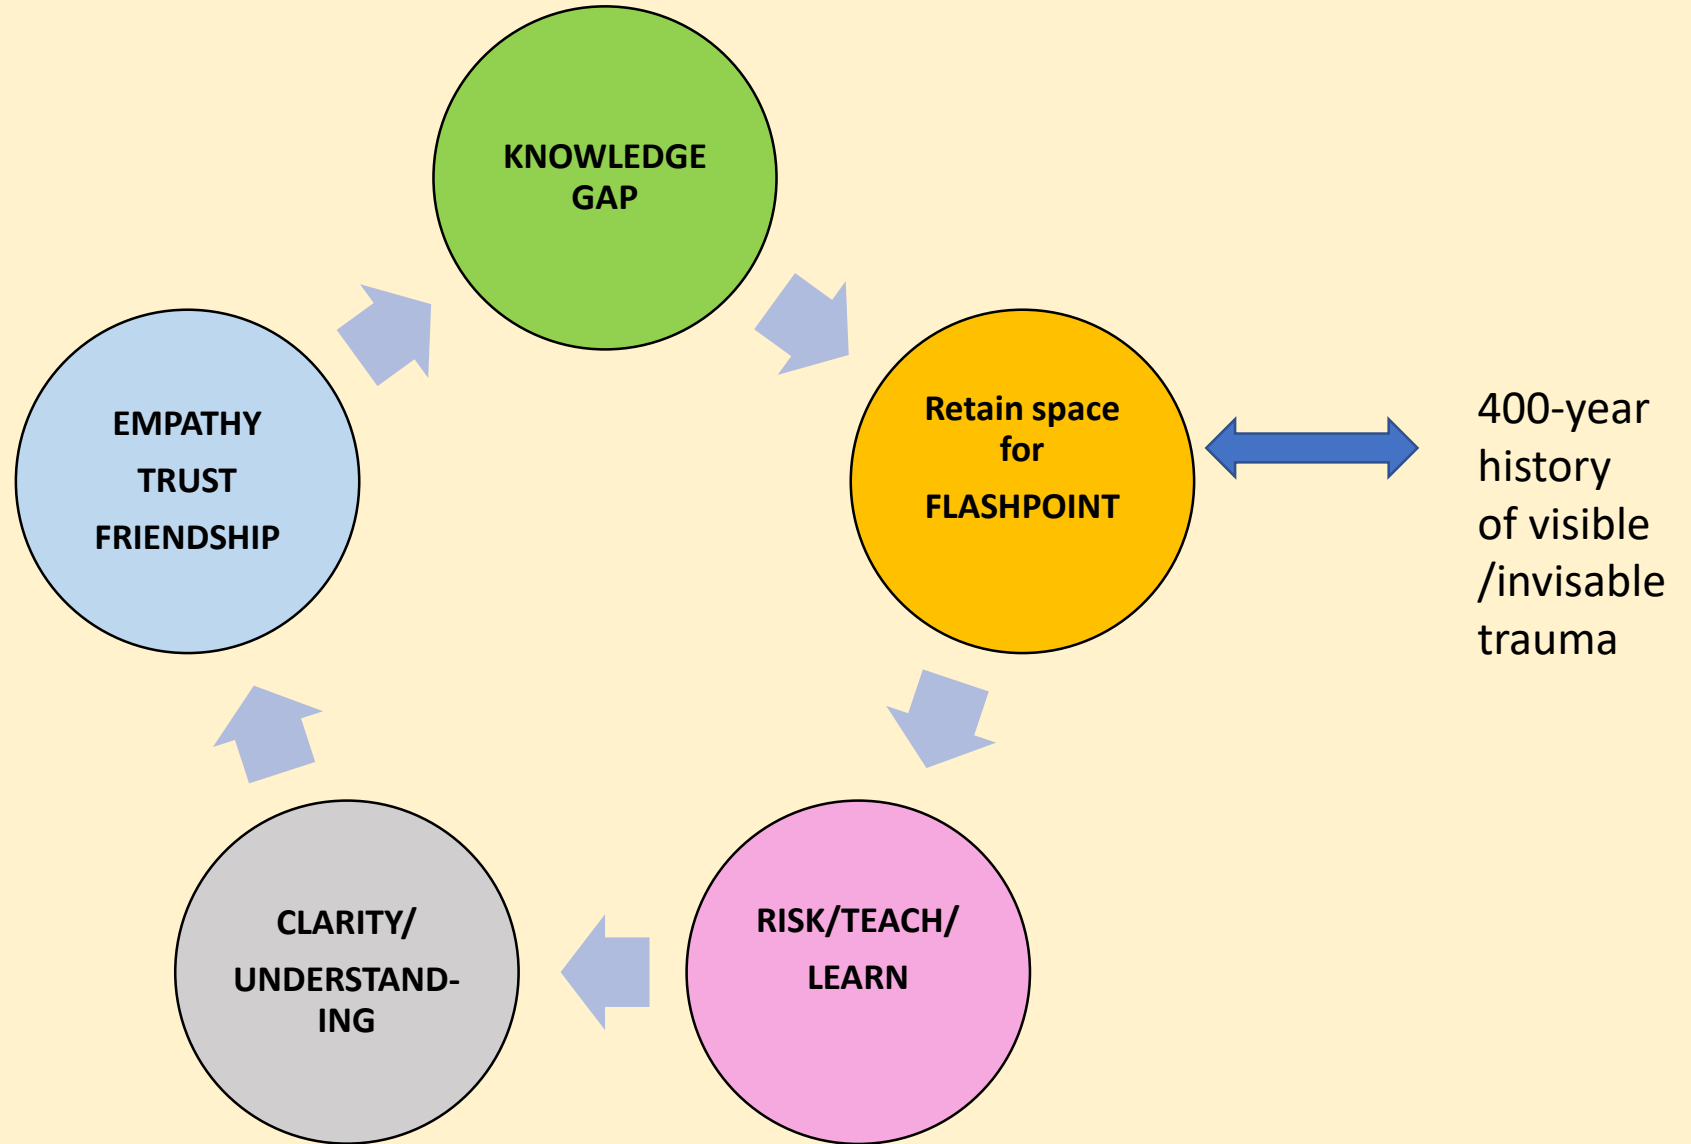 KNOWLEDGE
GAP
Retain space
for
FLASHPOINT
400-year
history
of visible
/invisable
trauma
RISK/TEACH/
LEARN
CLARITY/
UNDERSTAND-
ING
EMPATHY
TRUST
FRIENDSHIP